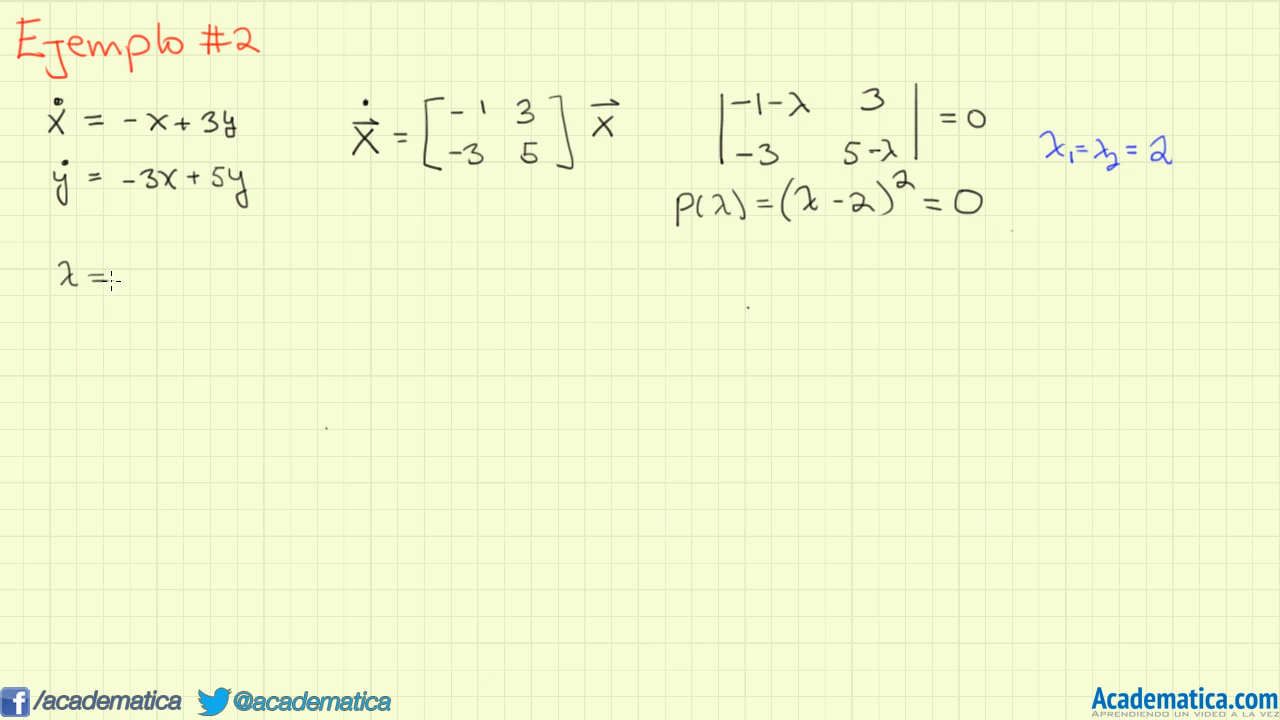 Ejemplo #2
ẋ = -x + 3y
ẏ = -3x + 5y
Ẋ⃗ = [ -1 3 ] X⃗
[ -3 5 ]
| -1-λ 3 | = 0
| -3 5-λ |
P(λ) = (λ - 2)² = 0
λ₁ = λ₂ = 2
λ =
/academatica
@academatica
Academatica.com
APRENDIENDO UN VIDEO A LA VEZ